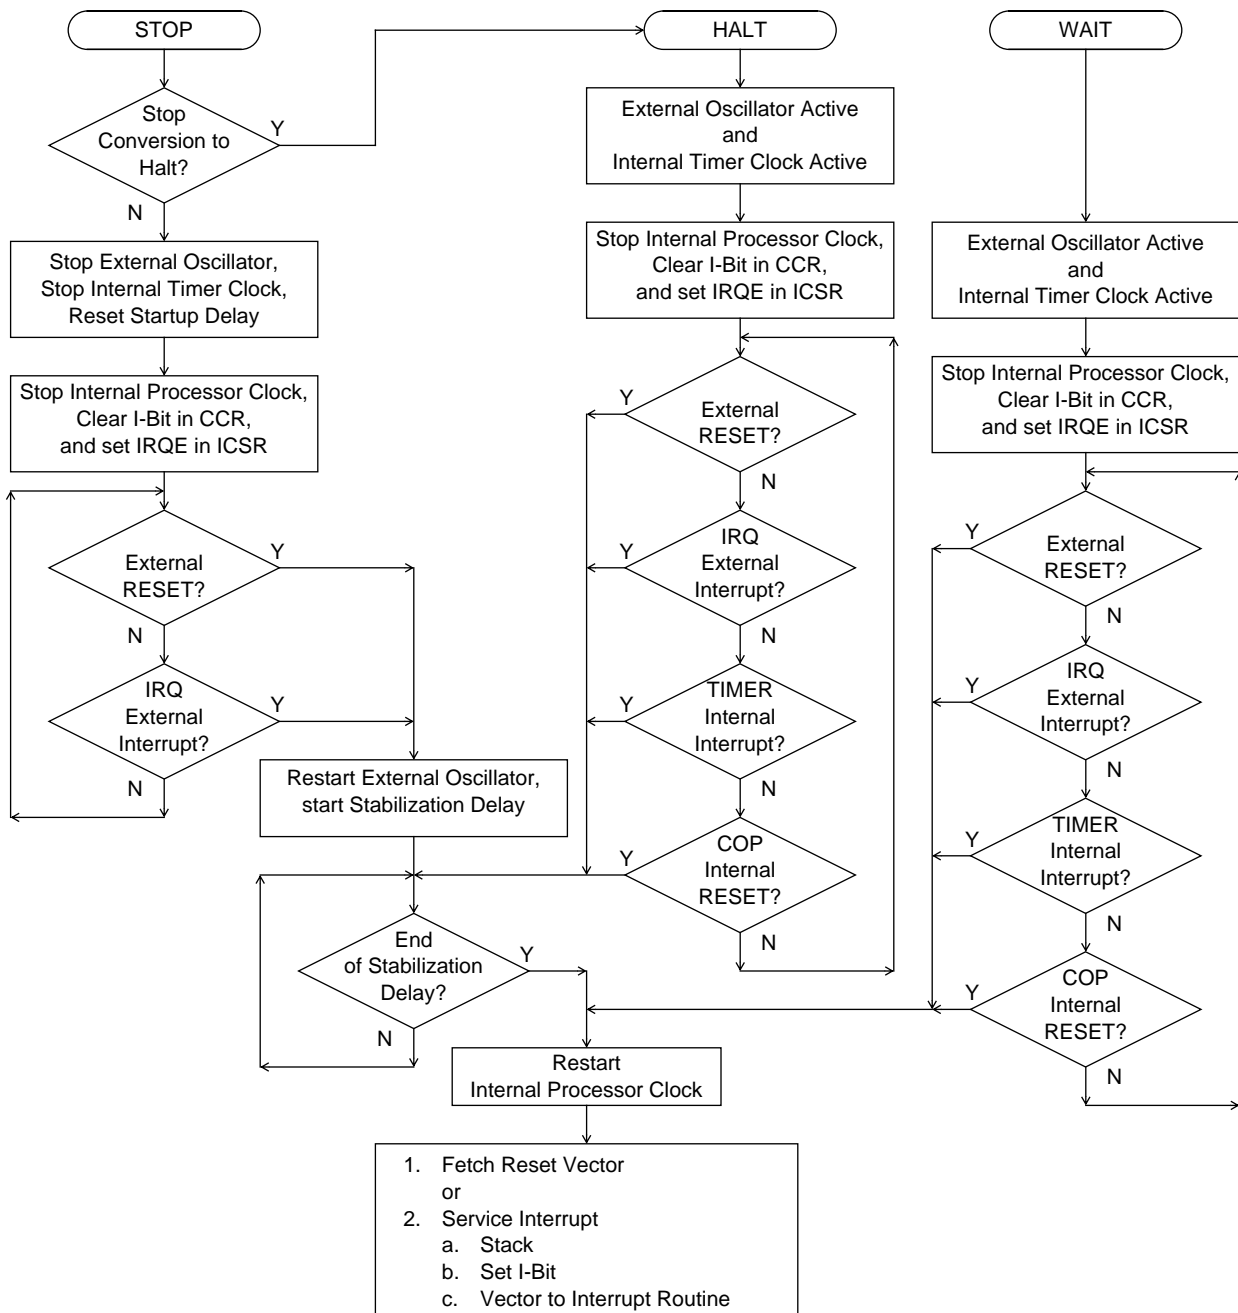 STOP
HALT
WAIT
Stop
Conversion to
Halt?
Y
N
Stop External Oscillator,
Stop Internal Timer Clock,
Reset Startup Delay
Stop Internal Processor Clock,
Clear I-Bit in CCR,
and set IRQE in ICSR
External
RESET?
Y
N
IRQ
External
Interrupt?
Y
N
Restart External Oscillator,
start Stabilization Delay
End
of Stabilization
Delay?
Y
N
External Oscillator Active
and
Internal Timer Clock Active
Stop Internal Processor Clock,
Clear I-Bit in CCR,
and set IRQE in ICSR
Y
External
RESET?
N
Y
IRQ
External
Interrupt?
N
Y
TIMER
Internal
Interrupt?
N
Y
COP
Internal
RESET?
N
External Oscillator Active
and
Internal Timer Clock Active
Stop Internal Processor Clock,
Clear I-Bit in CCR,
and set IRQE in ICSR
Y
External
RESET?
N
Y
IRQ
External
Interrupt?
N
Y
TIMER
Internal
Interrupt?
N
Y
COP
Internal
RESET?
N
Restart
Internal Processor Clock
1. Fetch Reset Vector
or
2. Service Interrupt
a. Stack
b. Set I-Bit
c. Vector to Interrupt Routine